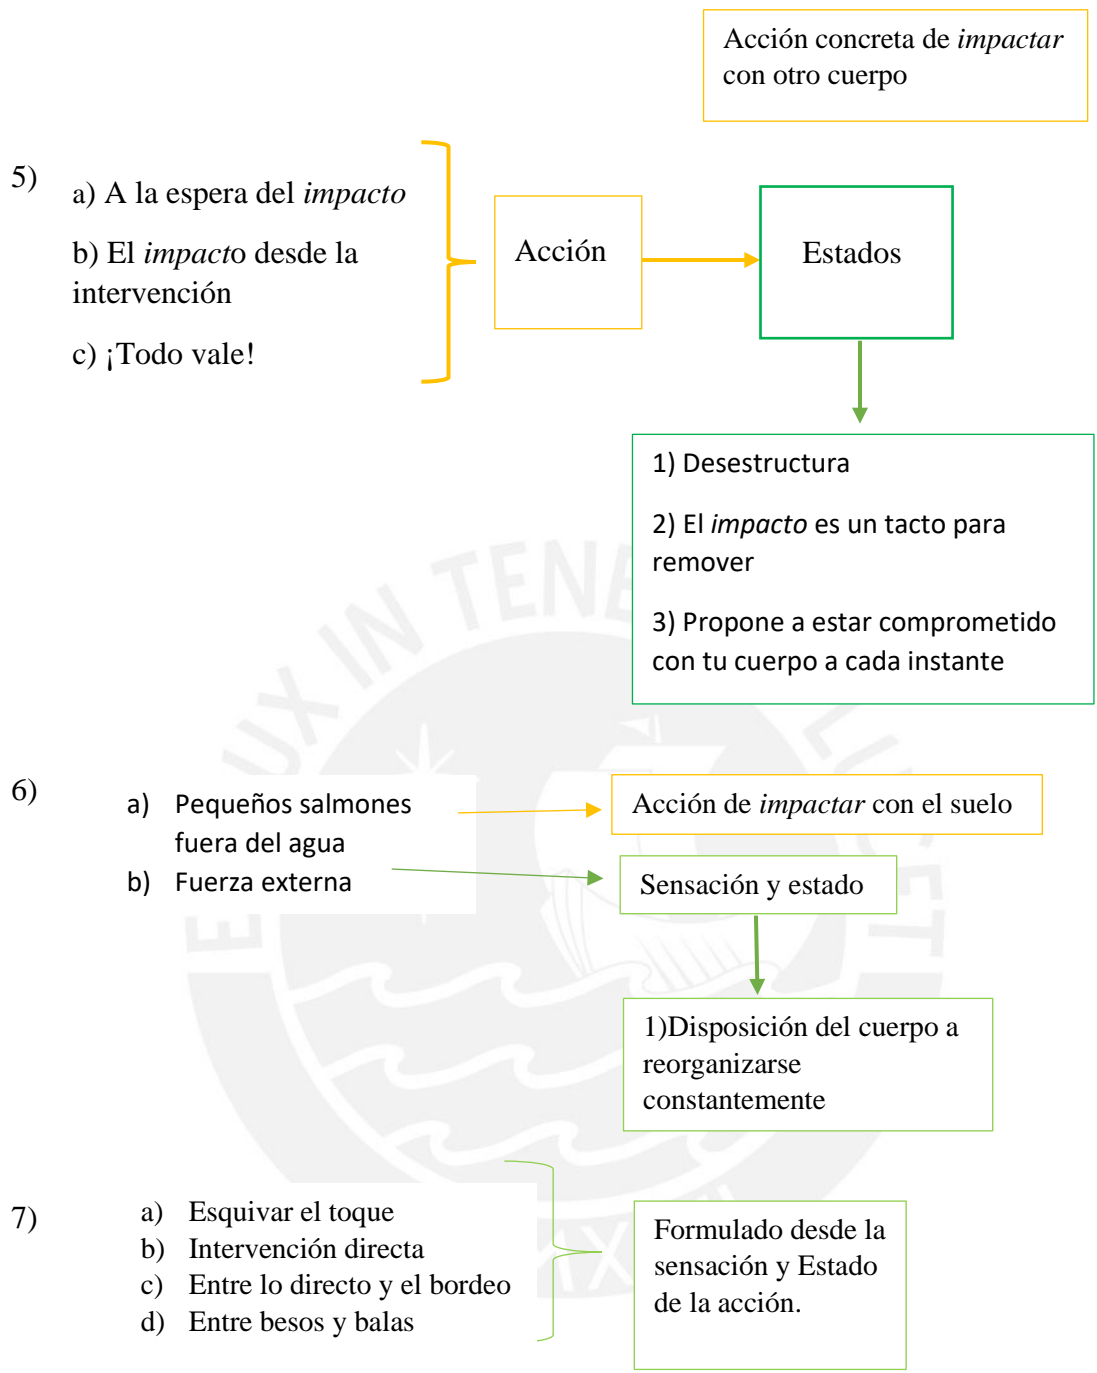 Acción concreta de impactar
con otro cuerpo
5)
a) A la espera del impacto
b) El impacto desde la
intervención
c) ¡Todo vale!
Acción
Estados
1) Desestructura
2) El impacto es un tacto para
remover
3) Propone a estar comprometido
con tu cuerpo a cada instante
6)
a) Pequeños salmones
fuera del agua
b) Fuerza externa
Acción de impactar con el suelo
Sensación y estado
1)Disposición del cuerpo a
reorganizarse
constantemente
7)
a) Esquivar el toque
b) Intervención directa
c) Entre lo directo y el bordeo
d) Entre besos y balas
Formulado desde la
sensación y Estado
de la acción.